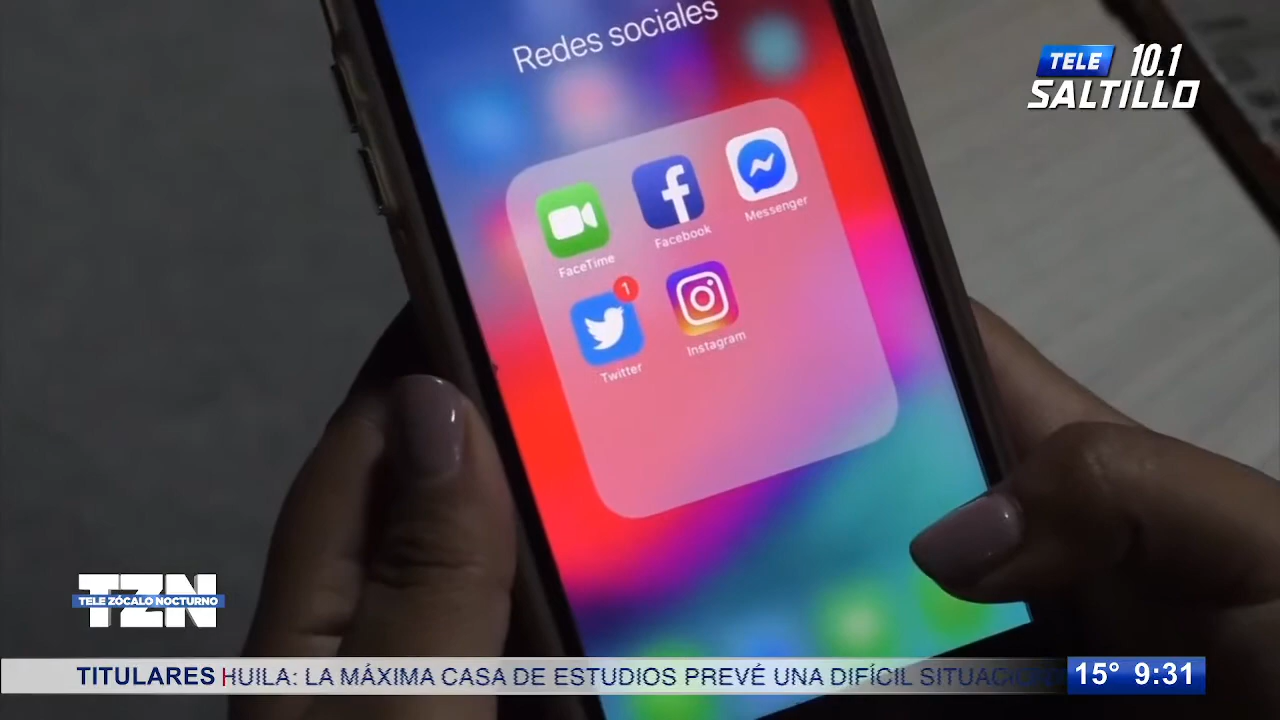 Redes sociales
TELE 10.1
SALTILLO
FaceTime
Facebook
Messenger
1
Twitter
Instagram
TZN
TELE ZÓCALO NOCTURNO
TITULARES HUILA: LA MÁXIMA CASA DE ESTUDIOS PREVÉ UNA DIFÍCIL
15° 9:31